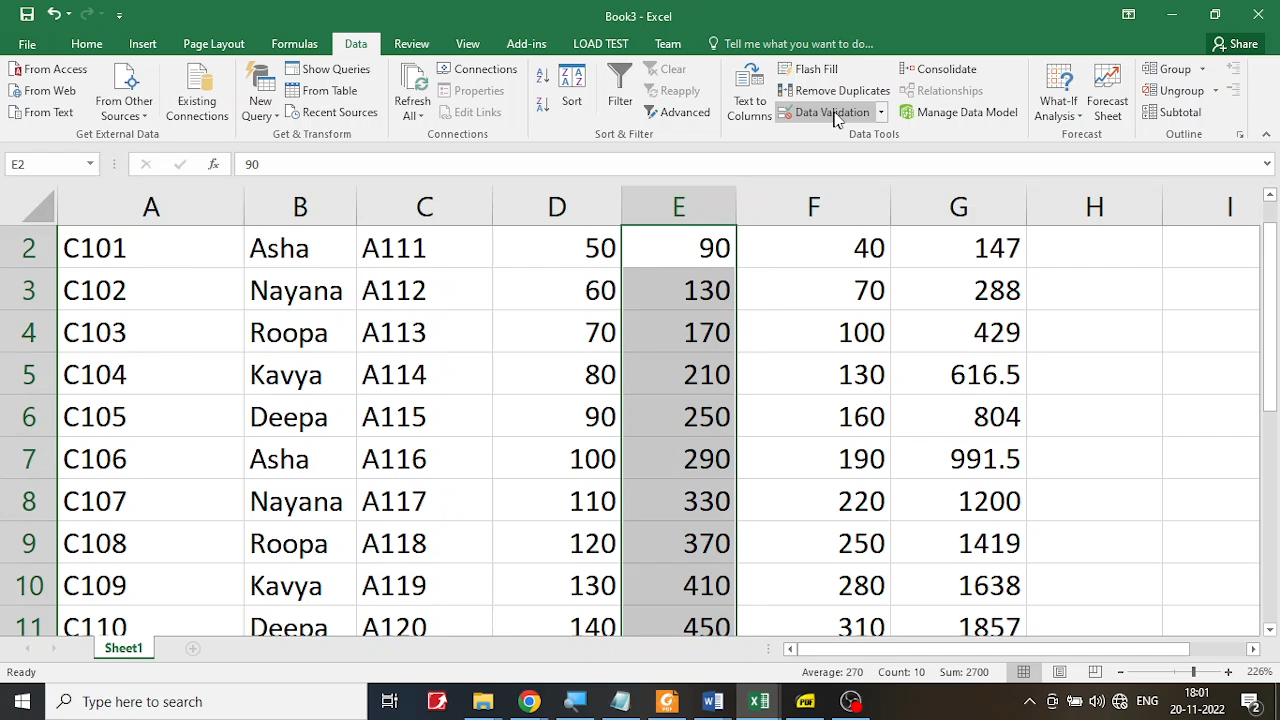 Book3 - Excel
File Home Insert Page Layout Formulas Data Review View Add-ins LOAD TEST Team Tell me what you want to do... Share
From Access
From Web
From Text
From Other Sources
Existing Connections
Get External Data
New Query
Show Queries
From Table
Recent Sources
Get & Transform
Refresh All
Connections
Properties
Edit Links
Connections
Sort
Filter
Clear
Reapply
Advanced
Sort & Filter
Text to Columns
Flash Fill
Remove Duplicates
Data Validation
Consolidate
Relationships
Manage Data Model
Data Tools
What-If Analysis
Forecast Sheet
Forecast
Group
Ungroup
Subtotal
Outline
E2 fx 90
A B C D E F G H I
2 C101 Asha A111 50 90 40 147
3 C102 Nayana A112 60 130 70 288
4 C103 Roopa A113 70 170 100 429
5 C104 Kavya A114 80 210 130 616.5
6 C105 Deepa A115 90 250 160 804
7 C106 Asha A116 100 290 190 991.5
8 C107 Nayana A117 110 330 220 1200
9 C108 Roopa A118 120 370 250 1419
10 C109 Kavya A119 130 410 280 1638
11 C110 Deepa A120 140 450 310 1857
Sheet1
Ready Average: 270 Count: 10 Sum: 2700 226%
Type here to search
ENG
18:01
20-11-2022
2